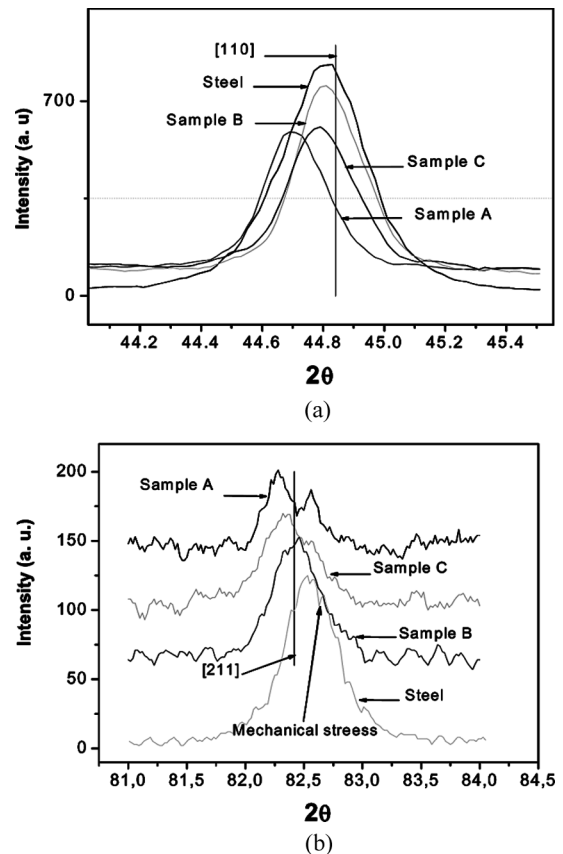 [110]
Steel
700
Sample B
Sample C
Sample A
0
Intensity (a. u)
44.2 44.4 44.6 44.8 45.0 45.2 45.4
2θ
(a)
200
Sample A
150
Sample C
100
Sample B
[211]
50
Steel
Mechanical streess
0
Intensity (a. u.)
81,0 81,5 82,0 82,5 83,0 83,5 84,0 84,5
2θ
(b)